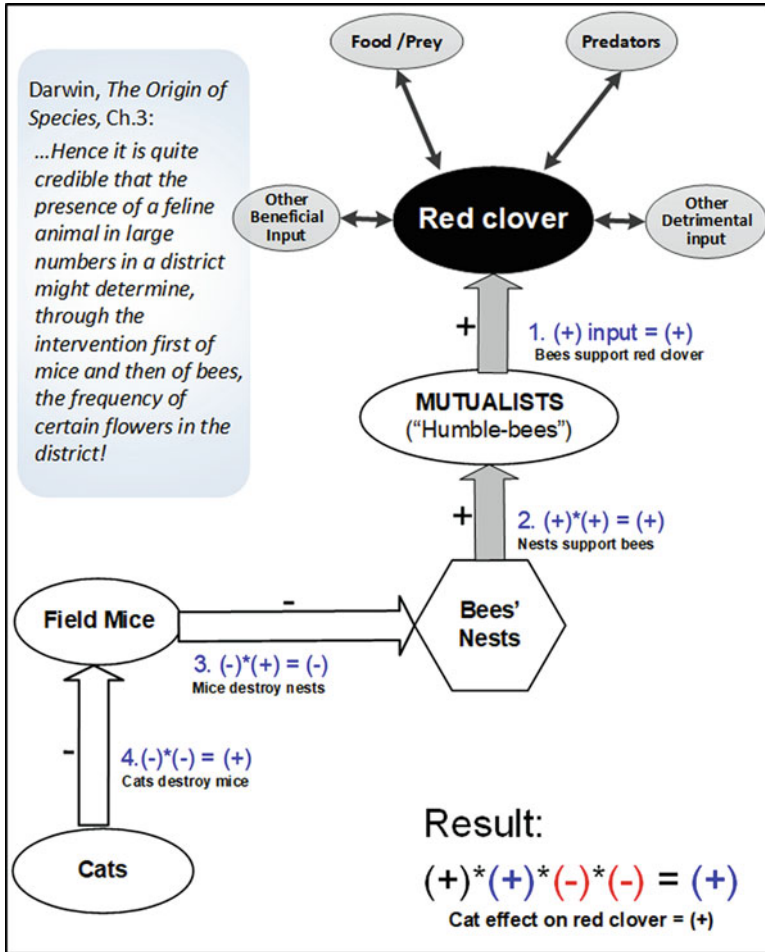 Food /Prey
Predators
Darwin, The Origin of
Species, Ch.3:
...Hence it is quite
credible that the
presence of a feline
animal in large
numbers in a district
might determine,
through the
intervention first of
mice and then of bees,
the frequency of
certain flowers in the
district!
Other
Beneficial
Input
Red clover
Other
Detrimental
input
+
1. (+) input = (+)
Bees support red clover
MUTUALISTS
("Humble-bees")
+
2. (+)*(+) = (+)
Nests support bees
Field Mice
-
Bees'
Nests
3. (-)*(+) = (-)
Mice destroy nests
-
4.(-)*(-) = (+)
Cats destroy mice
Cats
Result:
(+)*(+)*(-)*(-) = (+)
Cat effect on red clover = (+)